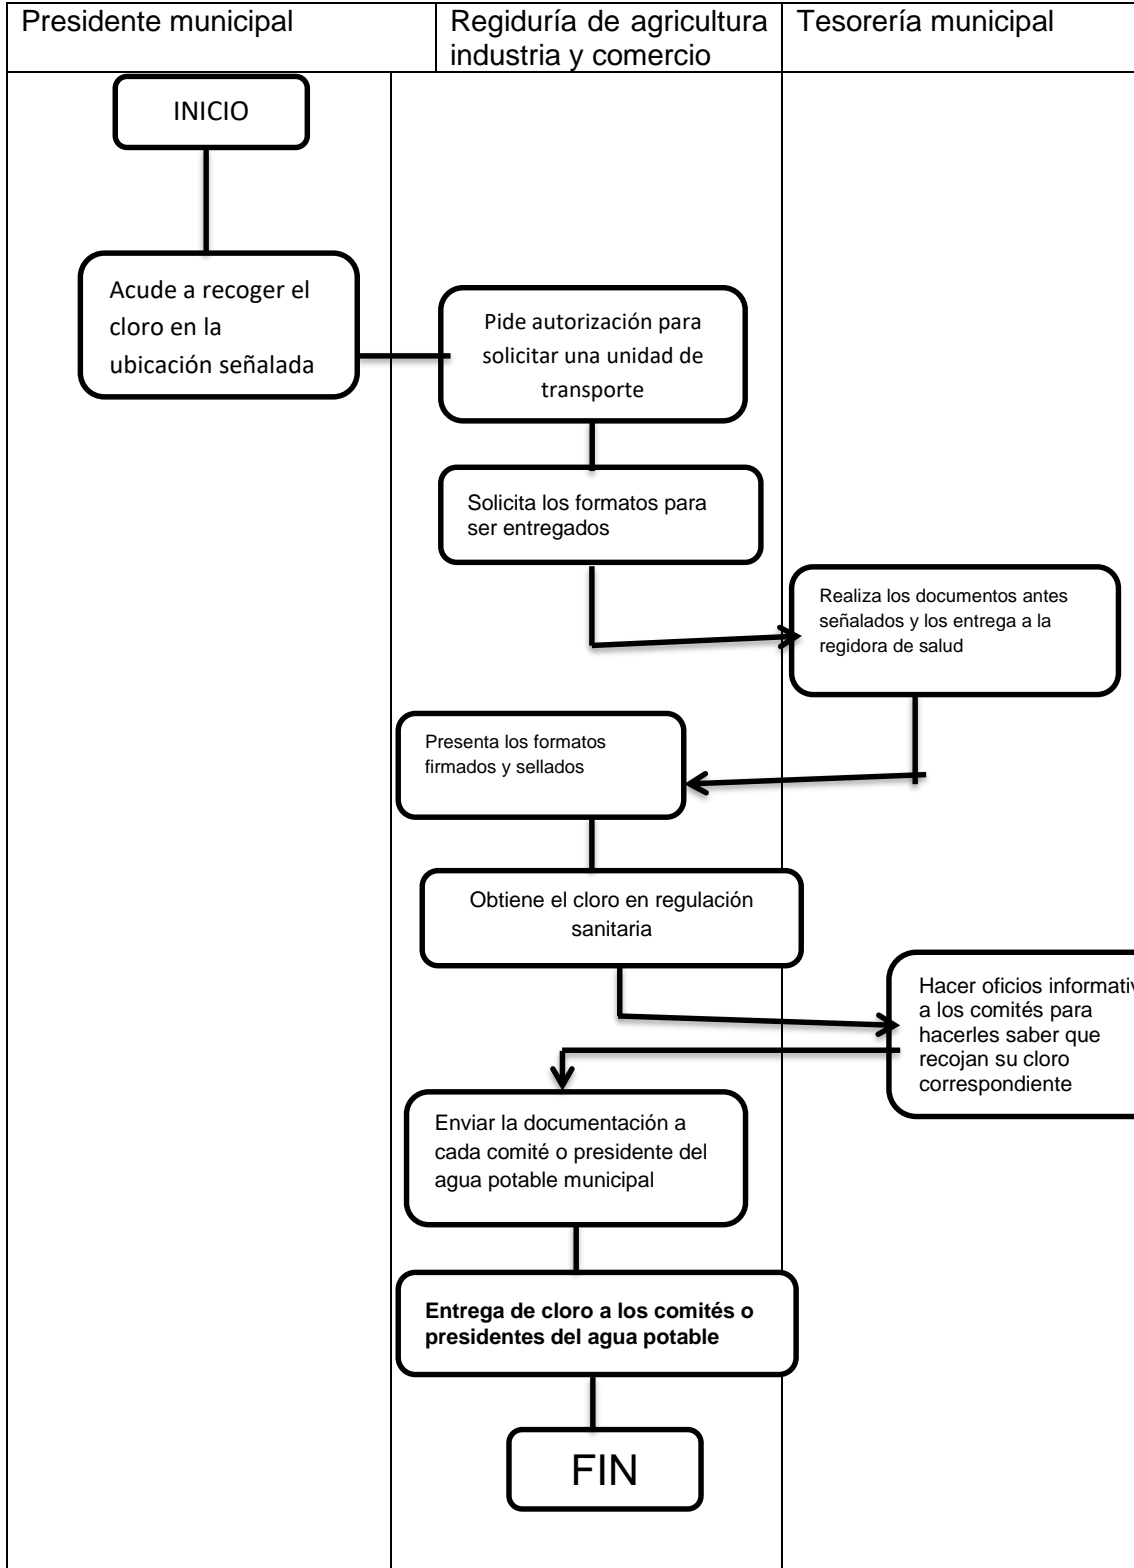 Presidente municipal
Regiduría de agricultura
industria y comercio
Tesorería municipal
INICIO
Acude a recoger el
cloro en la
ubicación señalada
Pide autorización para
solicitar una unidad de
transporte
Solicita los formatos para
ser entregados
Realiza los documentos antes
señalados y los entrega a la
regidora de salud
Presenta los formatos
firmados y sellados
Obtiene el cloro en regulación
sanitaria
Hacer oficios informativ
a los comités para
hacerles saber que
recojan su cloro
correspondiente
Enviar la documentación a
cada comité o presidente del
agua potable municipal
Entrega de cloro a los comités o
presidentes del agua potable
FIN